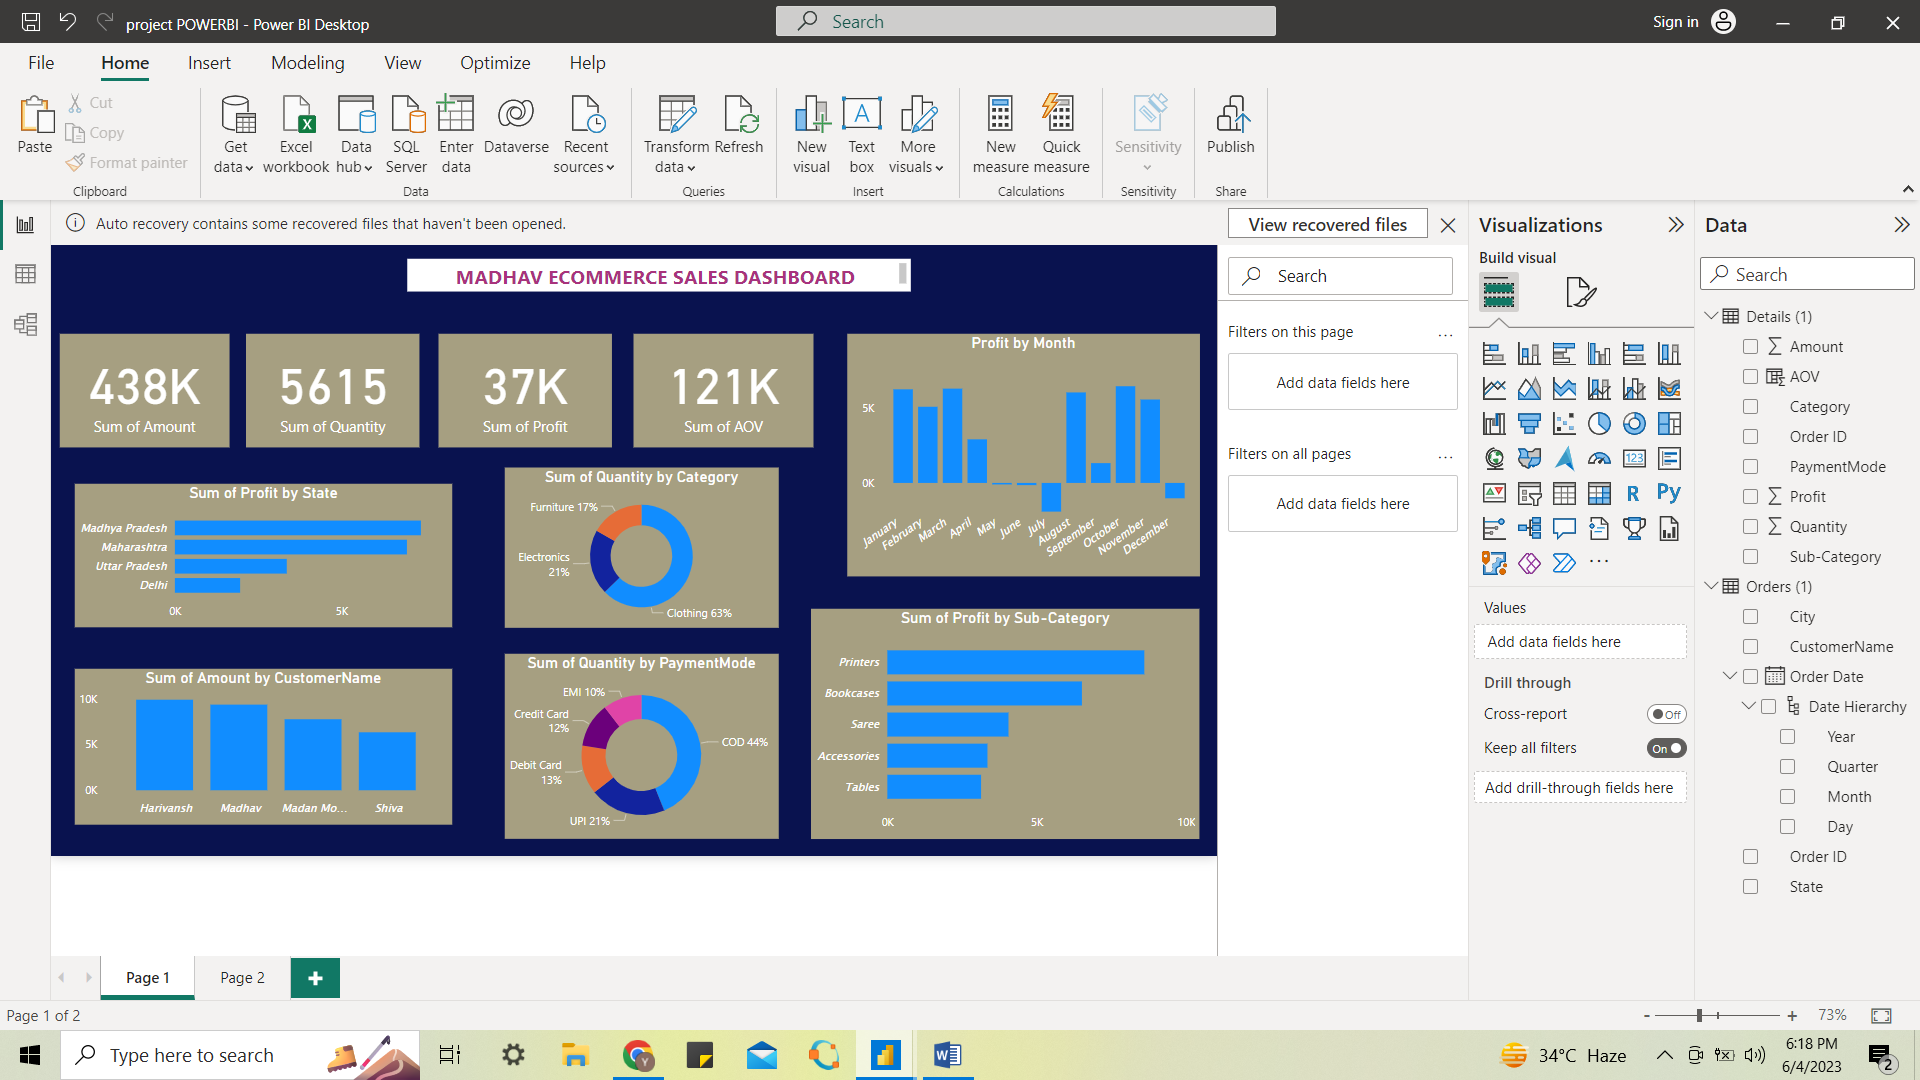 project POWERBI - Power BI Desktop
Search
Sign in
File
Home
Insert
Modeling
View
Optimize
Help
Paste
Cut
Copy
Format painter
Clipboard
Get
data
Excel
workbook
Data
hub
SQL
Server
Enter
data
Dataverse
Recent
sources
Data
Transform
data
Refresh
Queries
New
visual
Text
box
More
visuals
Insert
New
measure
Quick
measure
Calculations
Sensitivity
Sensitivity
Publish
Share
Auto recovery contains some recovered files that haven't been opened.
View recovered files
MADHAV ECOMMERCE SALES DASHBOARD
438K
Sum of Amount
5615
Sum of Quantity
37K
Sum of Profit
121K
Sum of AOV
Profit by Month
5K
0K
January
February
March
April
May
June
July
August
September
October
November
December
Sum of Profit by State
Madhya Pradesh
Maharashtra
Uttar Pradesh
Delhi
0K
5K
Sum of Quantity by Category
Furniture 17%
Electronics
21%
Clothing 63%
Sum of Amount by CustomerName
10K
5K
0K
Harivansh
Madhav
Madan Mo...
Shiva
Sum of Quantity by PaymentMode
EMI 10%
Credit Card
12%
Debit Card
13%
UPI 21%
COD 44%
Sum of Profit by Sub-Category
Printers
Bookcases
Saree
Accessories
Tables
0K
5K
10K
Search
Filters on this page
...
Add data fields here
Filters on all pages
...
Add data fields here
Visualizations
Build visual
123
R
Py
...
Values
Add data fields here
Drill through
Cross-report
Off
Keep all filters
On
Add drill-through fields here
Data
Search
Details (1)
Amount
AOV
Category
Order ID
PaymentMode
Profit
Quantity
Sub-Category
Orders (1)
City
CustomerName
Order Date
Date Hierarchy
Year
Quarter
Month
Day
Order ID
State
Page 1
Page 2
+
Page 1 of 2
- + 73%
Type here to search
34°C Haze
6:18 PM
6/4/2023
2